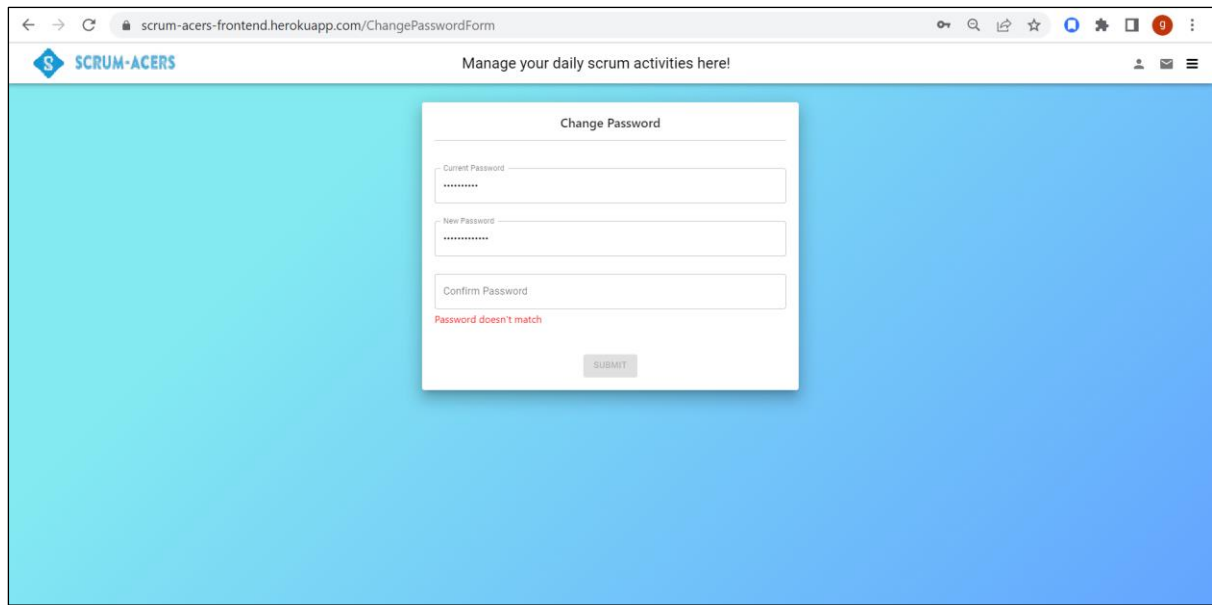 scrum-acers-frontend.herokuapp.com/ChangePasswordForm
g
S SCRUM-ACERS
Manage your daily scrum activities here!
Change Password
Current Password
••••••••••
New Password
•••••••••••••
Confirm Password
Password doesn't match
SUBMIT